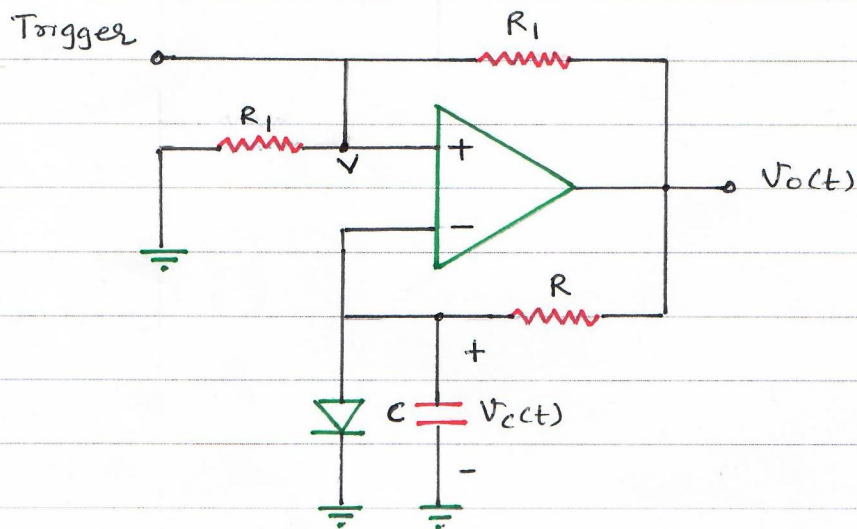 Trigger
R1
R1
V
+
Vo(t)
−
R
+
C
Vc(t)
−